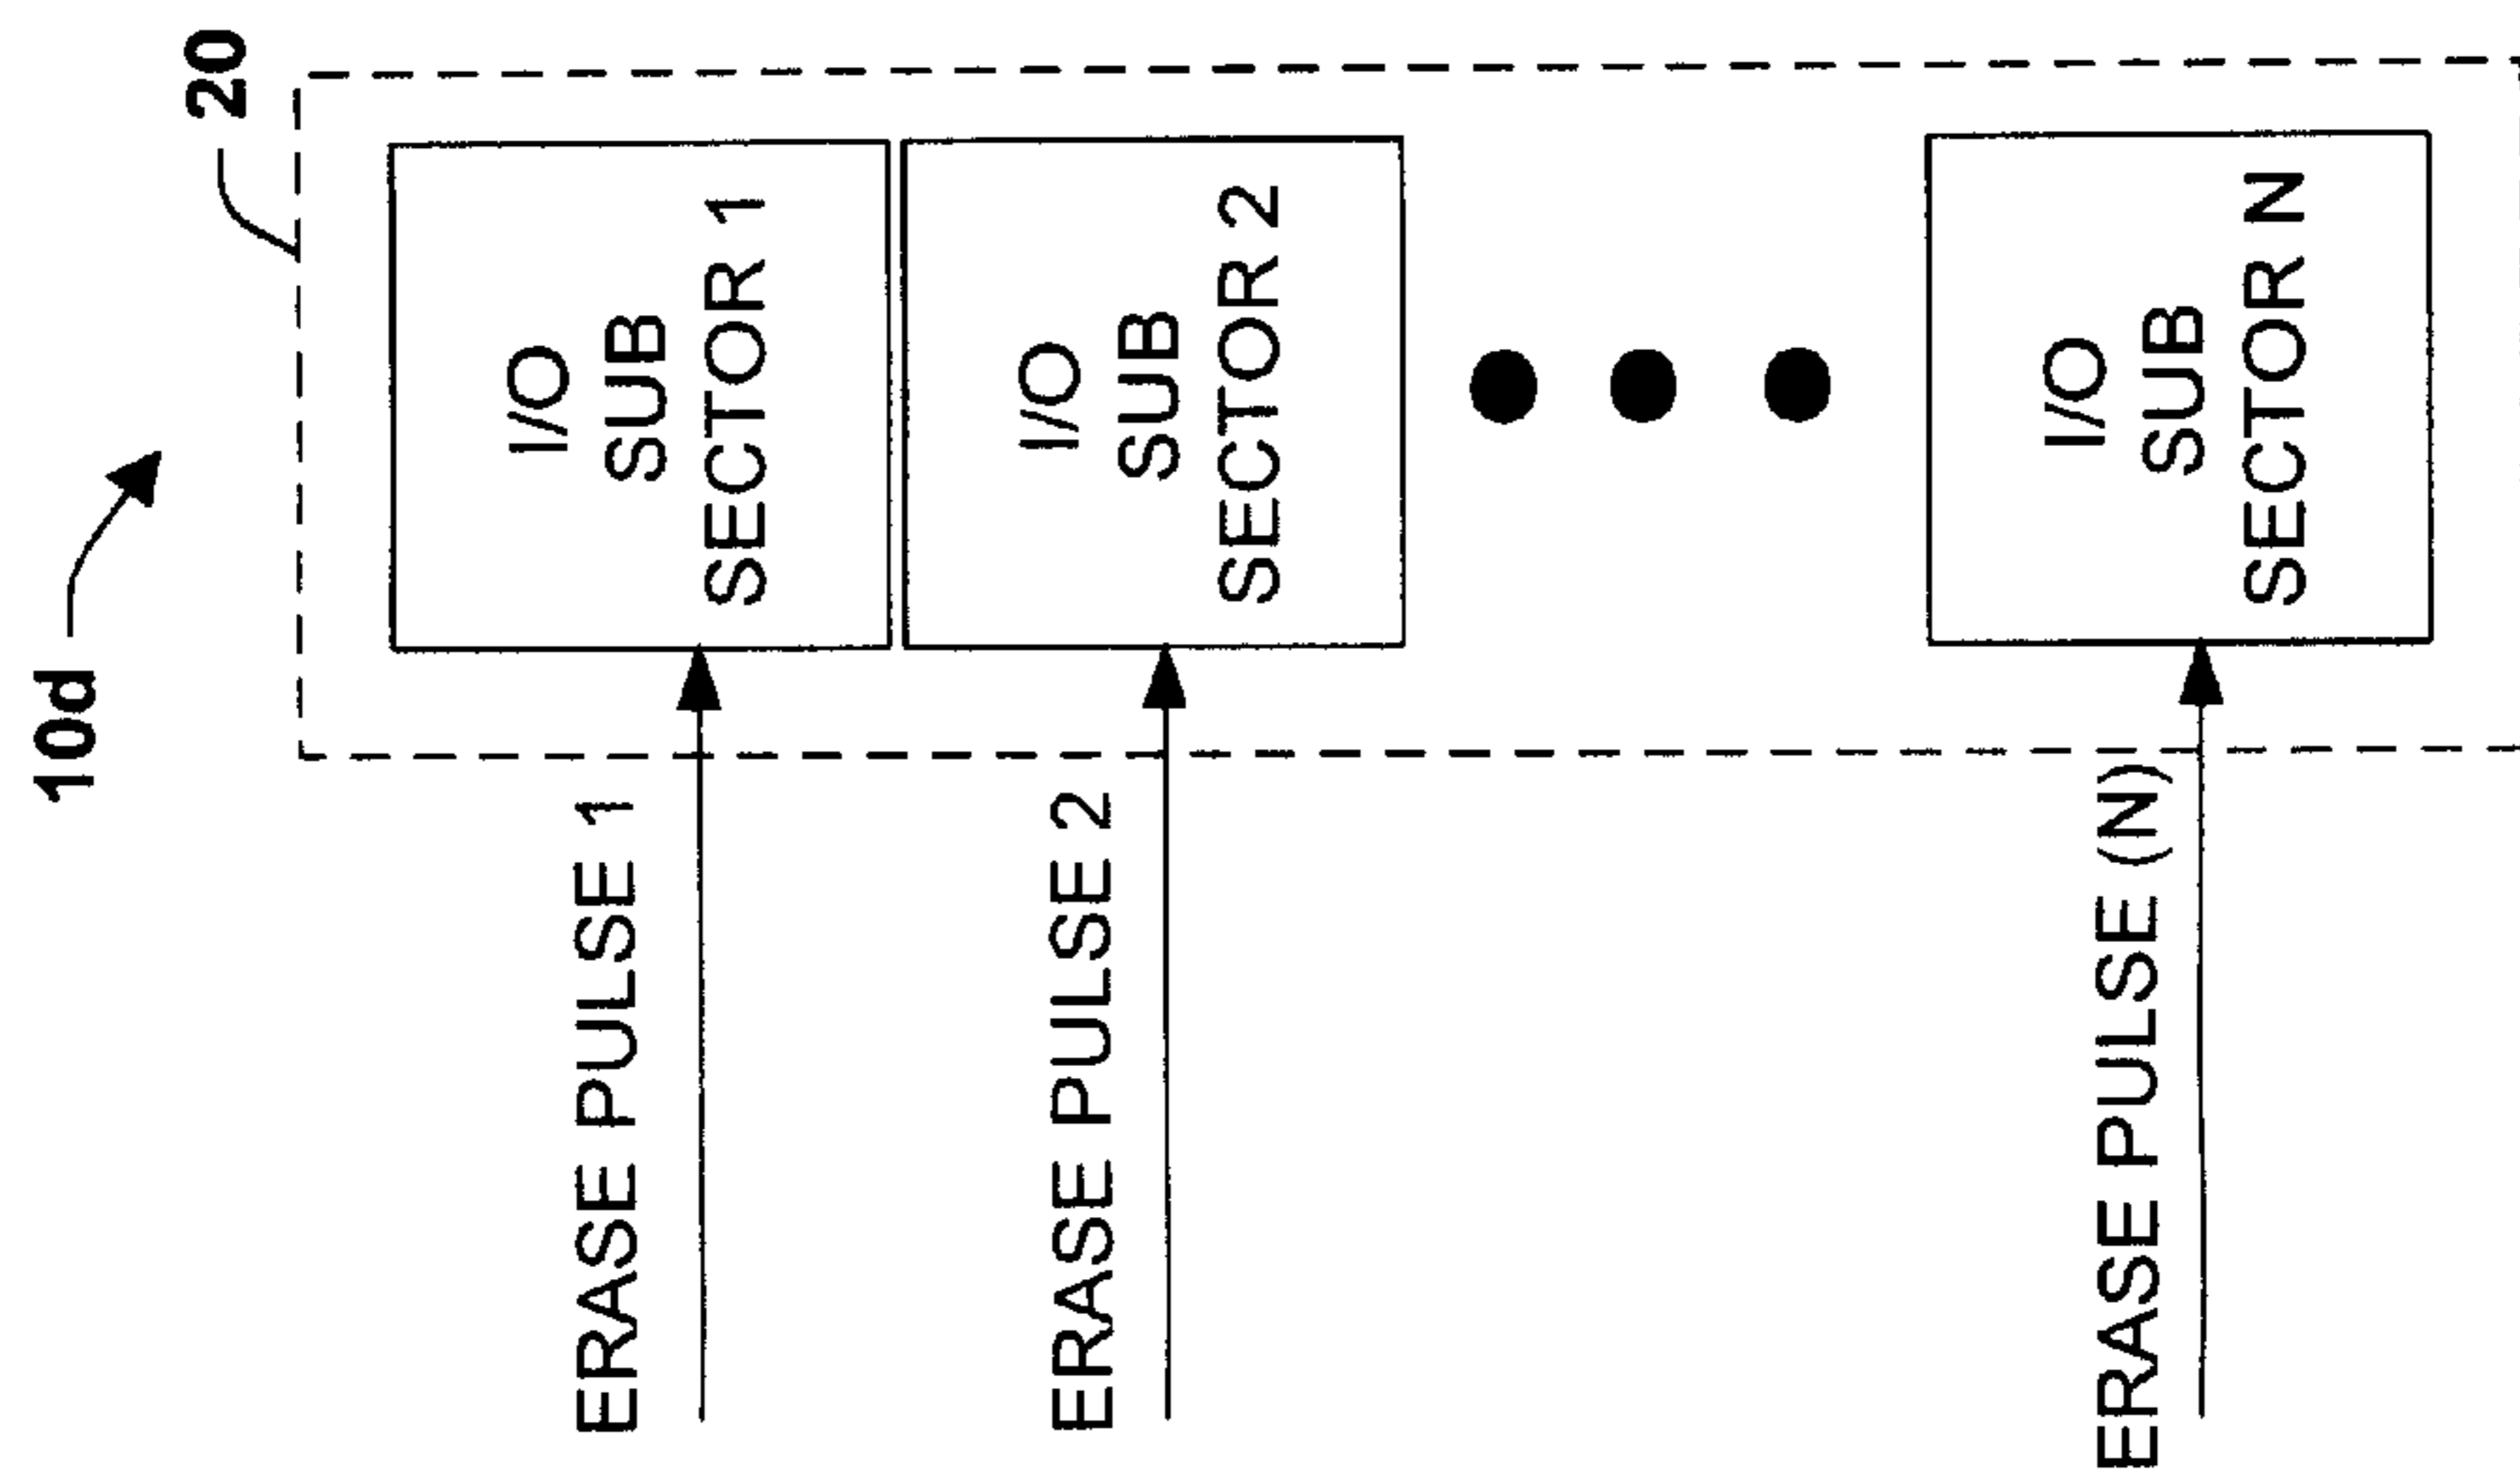 10d
20
ERASE PULSE 1
I/O
SUB
SECTOR 1
ERASE PULSE 2
I/O
SUB
SECTOR 2
ERASE PULSE (N)
I/O
SUB
SECTOR N